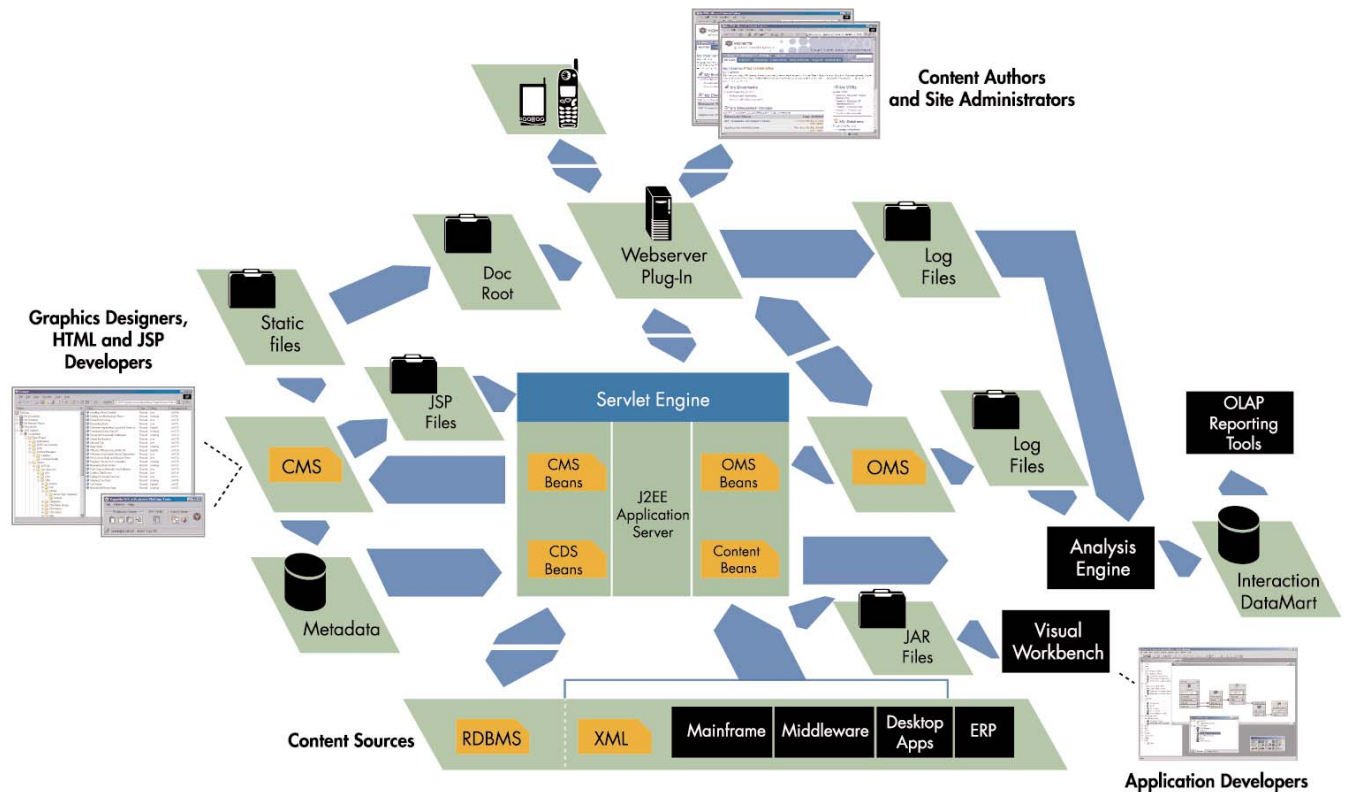 Content Authors
and Site Administrators
Webserver
Plug-In
Log
Files
Doc
Root
Static
files
Graphics Designers,
HTML and JSP
Developers
JSP
Files
Servlet Engine
Log
Files
OLAP
Reporting
Tools
CMS
CMS
Beans
OMS
Beans
OMS
J2EE
Application
Server
CDS
Beans
Content
Beans
Analysis
Engine
Interaction
DataMart
Metadata
JAR
Files
Visual
Workbench
Content Sources
RDBMS
XML
Mainframe
Middleware
Desktop
Apps
ERP
Application Developers